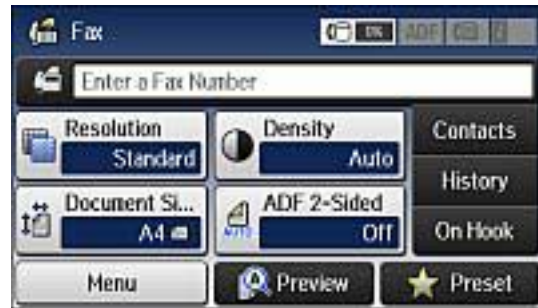 Fax
ADF
Enter a Fax Number
Resolution
Standard
Density
Auto
Contacts
History
Document Si...
A4
ADF 2-Sided
Off
AUTO
On Hook
Menu
Preview
Preset